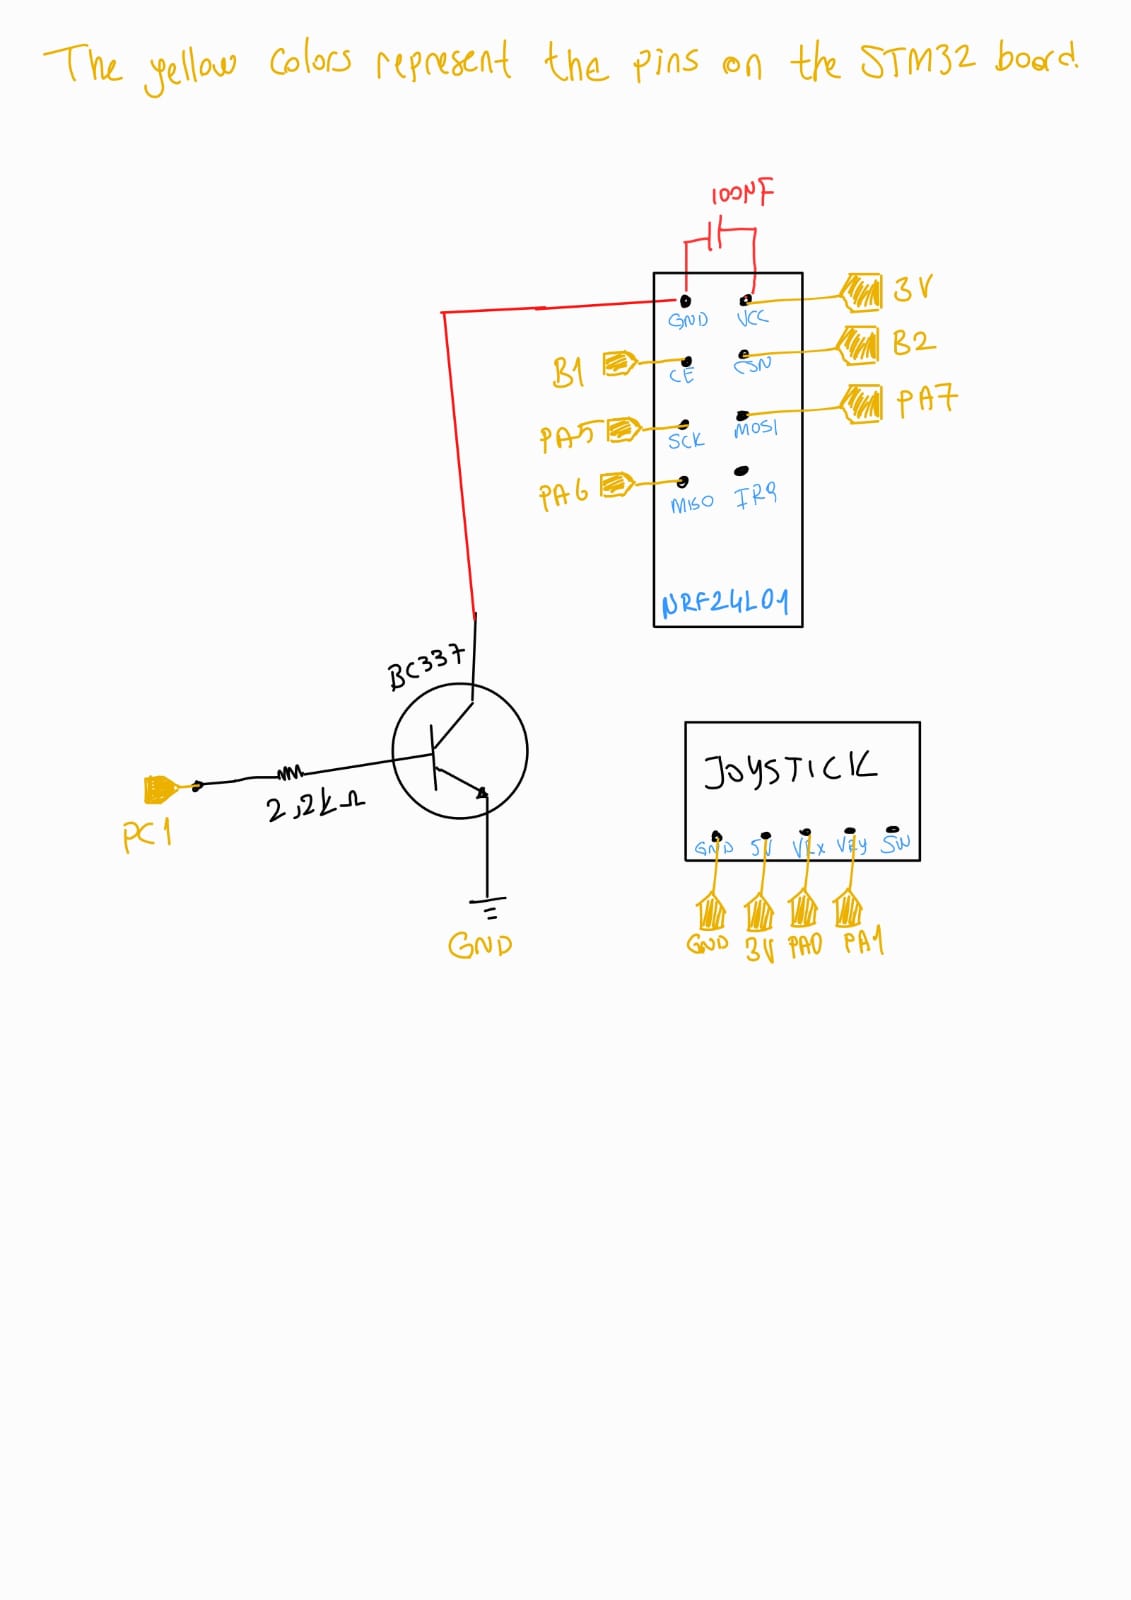 The yellow colors represent the pins on the STM32 board.
100NF
GND VCC
3V
B1
CE CSN
B2
PA5
SCK MOSI
PA7
PA6
MISO IRQ
NRF24L01
BC337
2,2kΩ
PC1
GND
JOYSTICK
GND 5V VRx VRy SW
GND 3V PA0 PA1